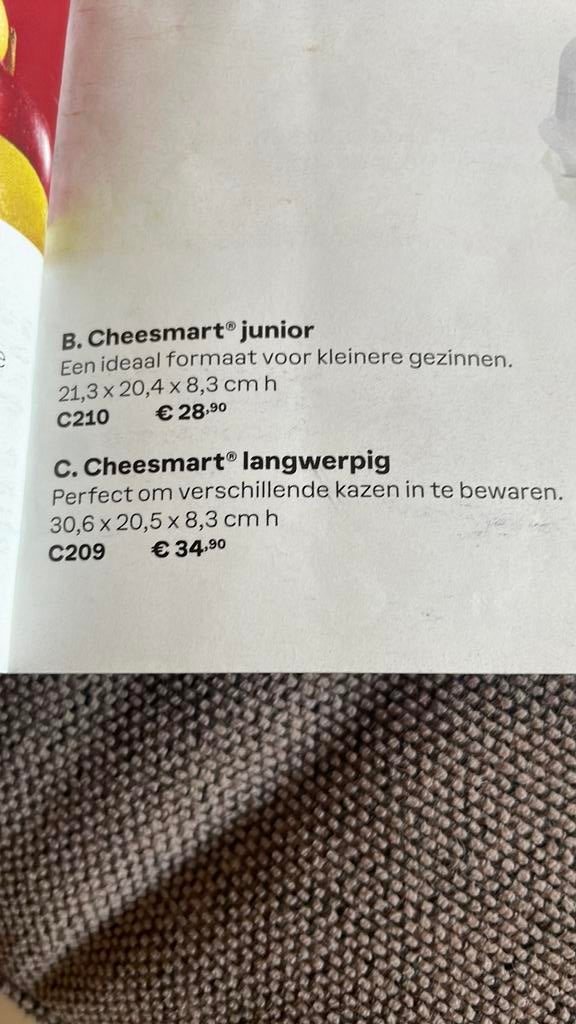 B. Cheesmart® junior
Een ideaal formaat voor kleinere gezinnen.
21,3 x 20,4 x 8,3 cm h
C210 € 28,90
C. Cheesmart® langwerpig
Perfect om verschillende kazen in te bewaren.
30,6 x 20,5 x 8,3 cm h
C209 € 34,90